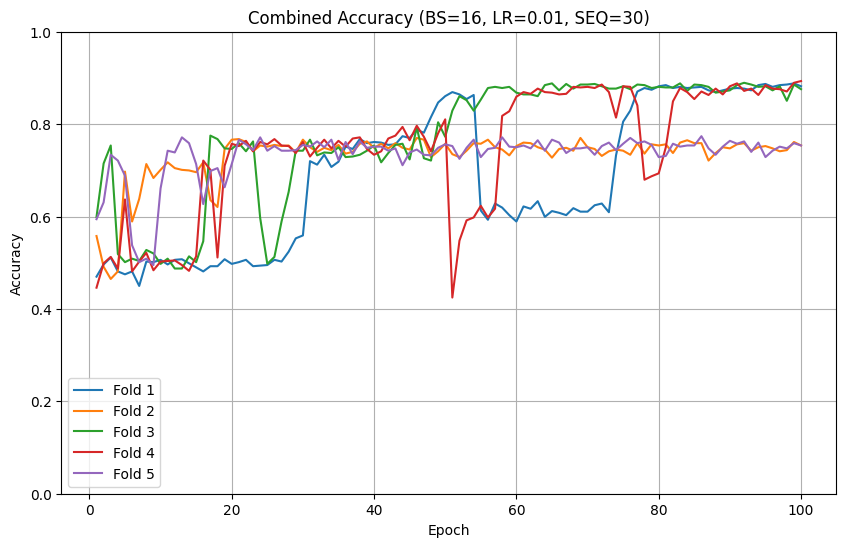 Combined Accuracy (BS=16, LR=0.01, SEQ=30)
1.0
0.8
0.6
0.4
0.2
0.0
Accuracy
Fold 1
Fold 2
Fold 3
Fold 4
Fold 5
0 20 40 60 80 100
Epoch